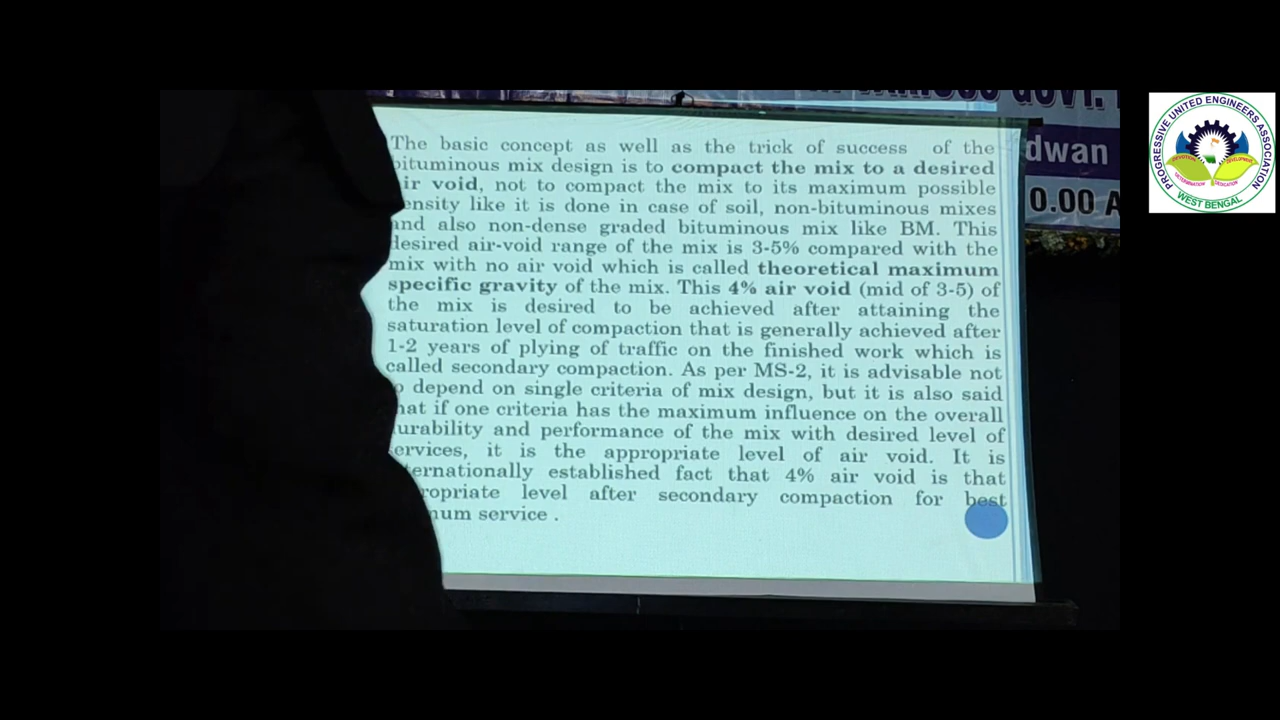 GOVT.
The basic concept as well as the trick of success of the
bituminous mix design is to compact the mix to a desired
ir void, not to compact the mix to its maximum possible
ensity like it is done in case of soil, non-bituminous mixes
and also non-dense graded bituminous mix like BM. This
desired air-void range of the mix is 3-5% compared with the
mix with no air void which is called theoretical maximum
specific gravity of the mix. This 4% air void (mid of 3-5) of
the mix is desired to be achieved after attaining the
saturation level of compaction that is generally achieved after
1-2 years of plying of traffic on the finished work which is
called secondary compaction. As per MS-2, it is advisable not
o depend on single criteria of mix design, but it is also said
hat if one criteria has the maximum influence on the overall
urability and performance of the mix with desired level of
ervices, it is the appropriate level of air void. It is
ternationally established fact that 4% air void is that
ropriate level after secondary compaction for best
num service .
dwan
0.00 A
PROGRESSIVE UNITED ENGINEERS ASSOCIATION
DEVOTION
DEVELOPMENT
DETERMINATION
DEDICATION
WEST BENGAL